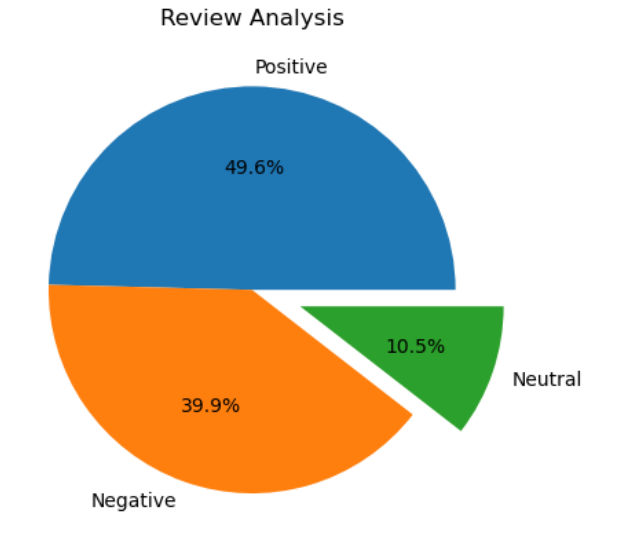 Review Analysis
Positive
49.6%
10.5%
Neutral
39.9%
Negative